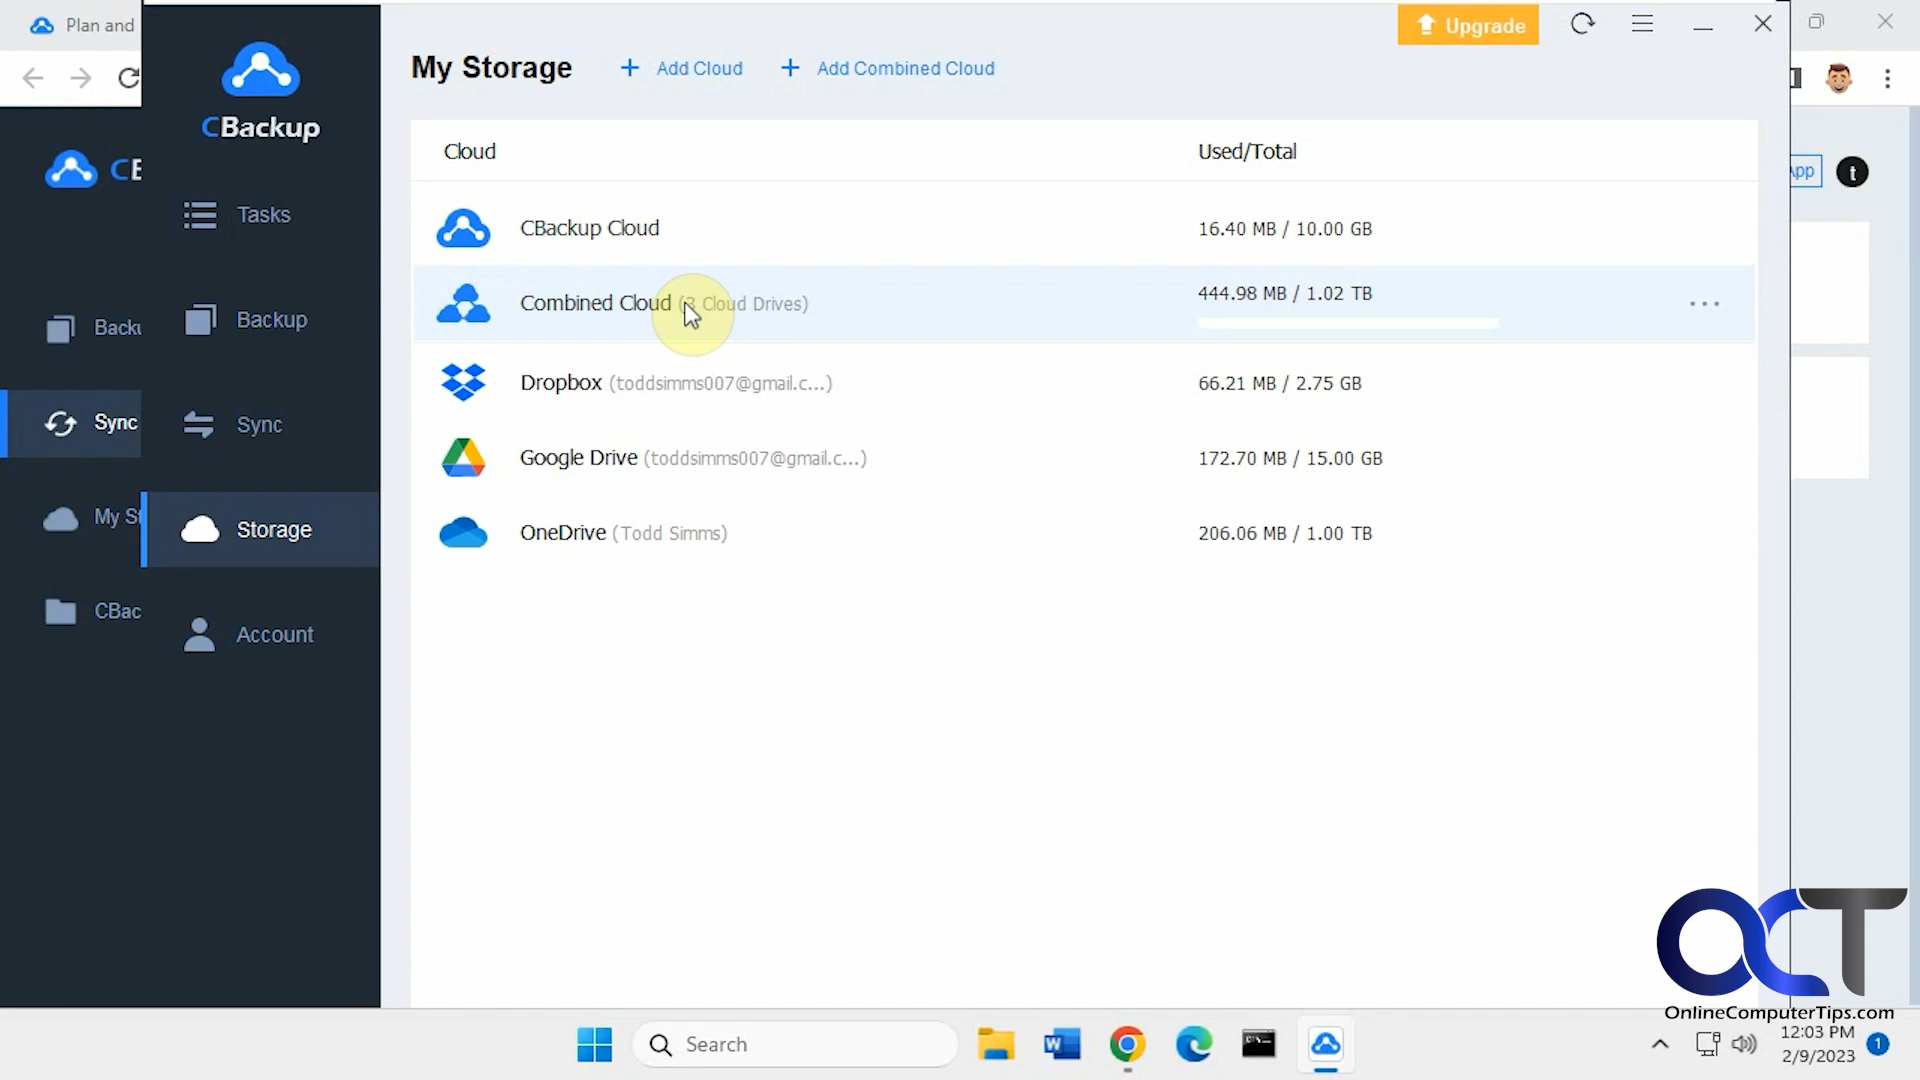 Plan and
Upgrade
My Storage
+ Add Cloud
+ Add Combined Cloud
CBackup
Cloud
Used/Total
App
t
Tasks
CBackup Cloud
16.40 MB / 10.00 GB
Combined Cloud (3 Cloud Drives)
444.98 MB / 1.02 TB
Backup
Dropbox (toddsimms007@gmail.c...)
66.21 MB / 2.75 GB
Sync
Sync
Google Drive (toddsimms007@gmail.c...)
172.70 MB / 15.00 GB
My St
Storage
OneDrive (Todd Simms)
206.06 MB / 1.00 TB
CBac
Account
OCT
OnlineComputerTips.com
Search
12:03 PM
2/9/2023
1